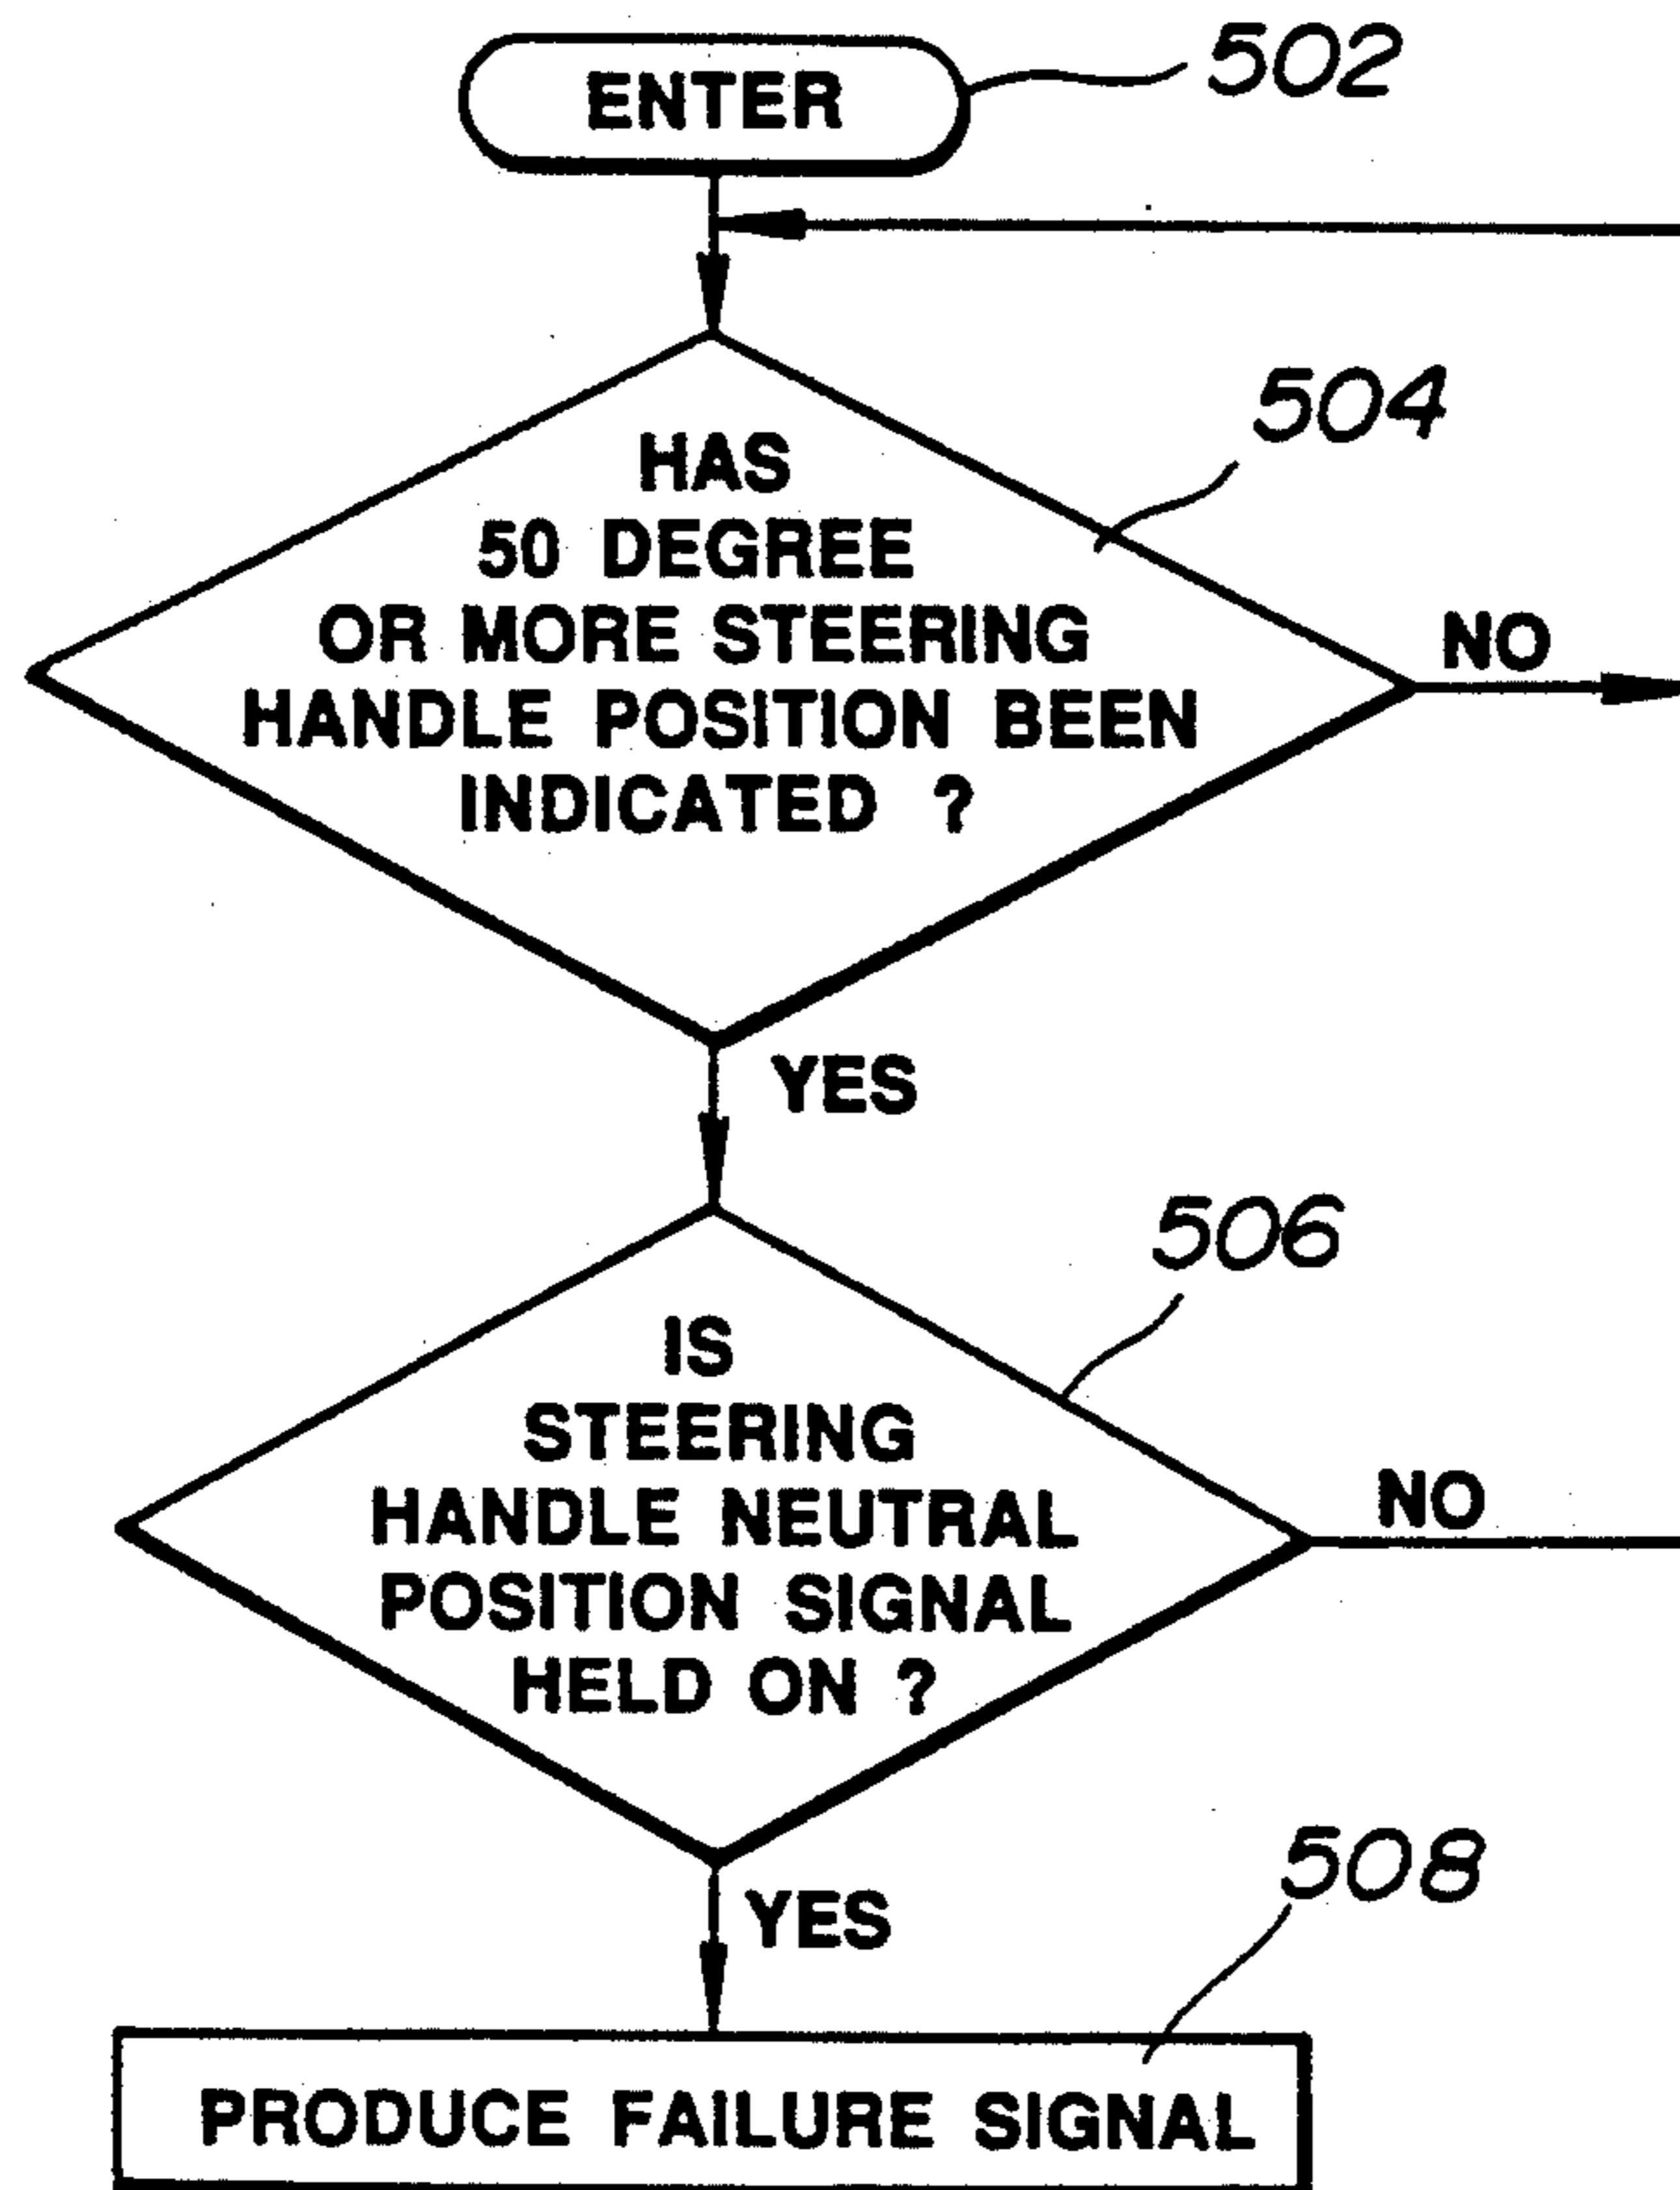 ENTER
502
504
HAS
50 DEGREE
OR MORE STEERING
HANDLE POSITION BEEN
INDICATED ?
NO
YES
506
IS
STEERING
HANDLE NEUTRAL
POSITION SIGNAL
HELD ON ?
NO
YES
508
PRODUCE FAILURE SIGNAL